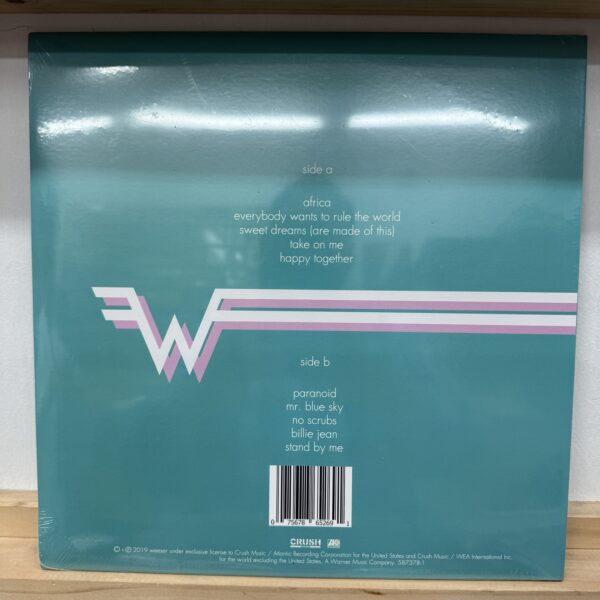 side a
africa
everybody wants to rule the world
sweet dreams (are made of this)
take on me
happy together
W
side b
paranoid
mr. blue sky
no scrubs
billie jean
stand by me
0 75678 65269 1
CRUSH
MUSIC
© + ℗ 2019 weezer under exclusive license to Crush Music / Atlantic Recording Corporation for the United States and Crush Music / WEA International Inc.
for the world excluding the United States. A Warner Music Company. 587378-1